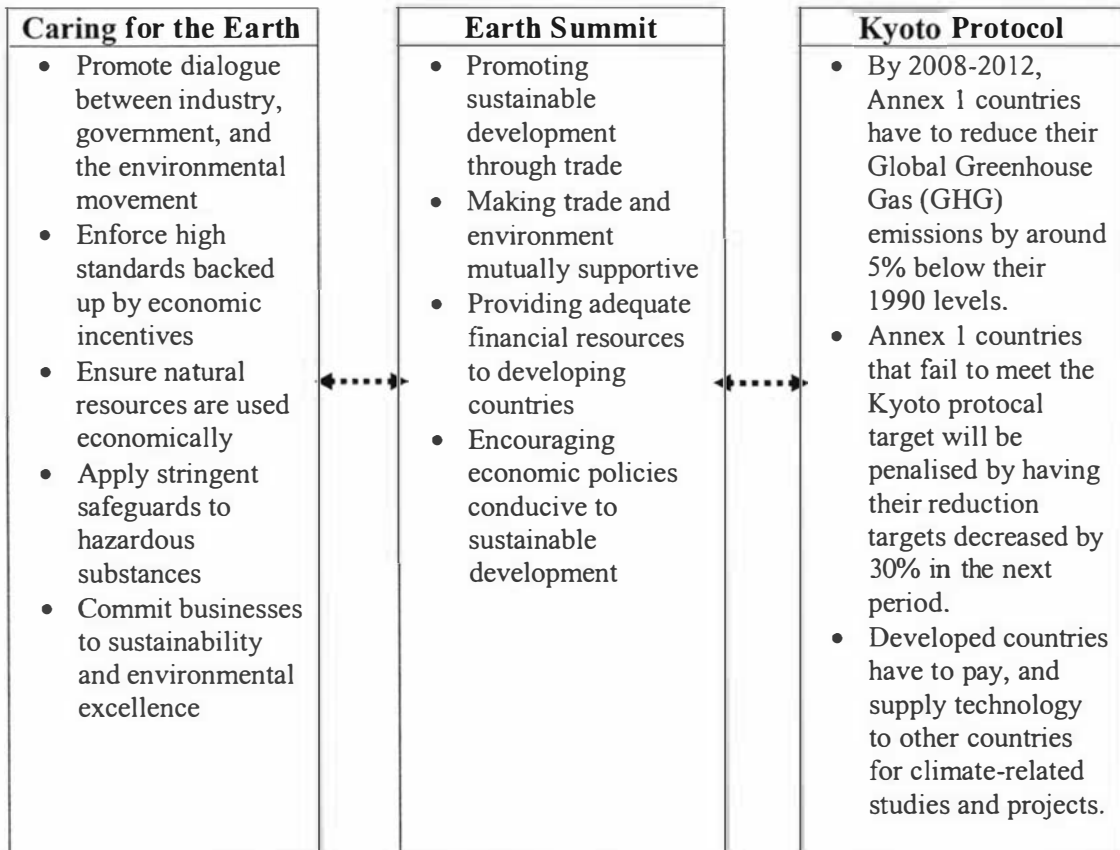 Caring for the Earth
• Promote dialogue
between industry,
government, and
the environmental
movement
• Enforce high
standards backed
up by economic
incentives
• Ensure natural
resources are used
economically
• Apply stringent
safeguards to
hazardous
substances
• Commit businesses
to sustainability
and environmental
excellence
Earth Summit
• Promoting
sustainable
development
through trade
• Making trade and
environment
mutually supportive
• Providing adequate
financial resources
to developing
countries
• Encouraging
economic policies
conducive to
sustainable
development
Kyoto Protocol
• By 2008-2012,
Annex 1 countries
have to reduce their
Global Greenhouse
Gas (GHG)
emissions by around
5% below their
1990 levels.
• Annex 1 countries
that fail to meet the
Kyoto protocal
target will be
penalised by having
their reduction
targets decreased by
30% in the next
period.
• Developed countries
have to pay, and
supply technology
to other countries
for climate-related
studies and projects.